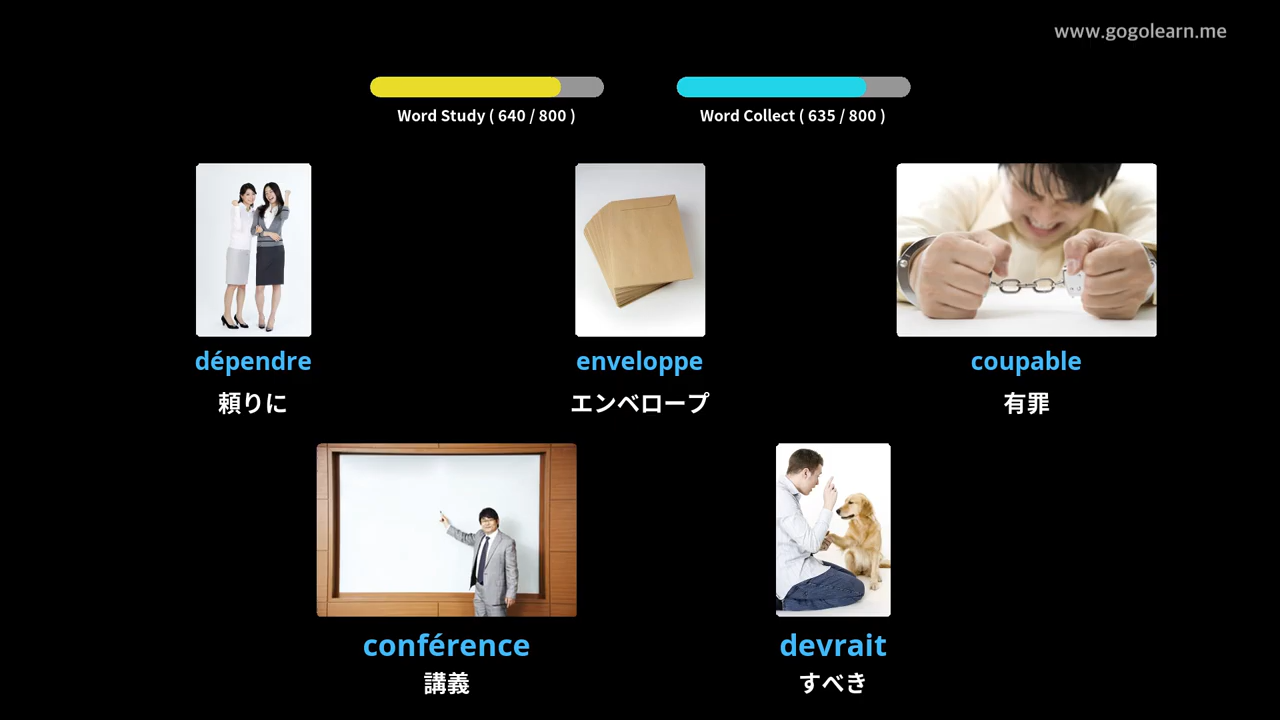 www.gogolearn.me
Word Study ( 640 / 800 )
Word Collect ( 635 / 800 )
dépendre
頼りに
enveloppe
エンベロープ
coupable
有罪
conférence
講義
devrait
すべき